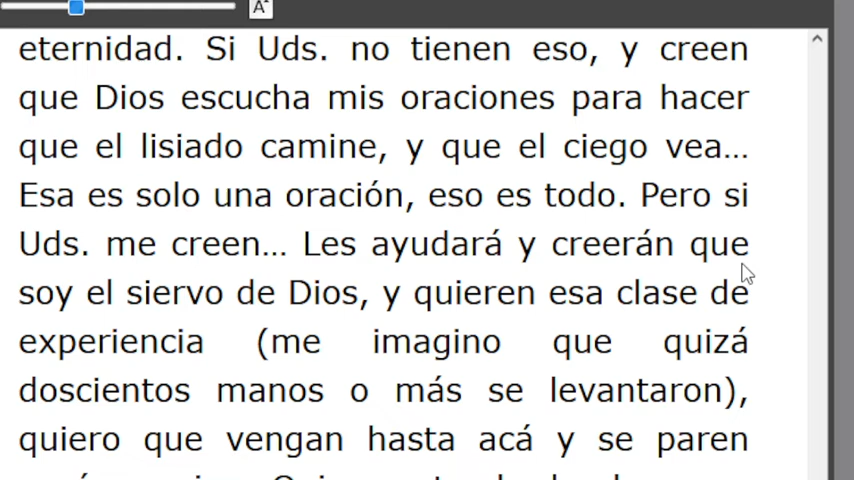 A
eternidad. Si Uds. no tienen eso, y creen
que Dios escucha mis oraciones para hacer
que el lisiado camine, y que el ciego vea…
Esa es solo una oración, eso es todo. Pero si
Uds. me creen… Les ayudará y creerán que
soy el siervo de Dios, y quieren esa clase de
experiencia (me imagino que quizá
doscientos manos o más se levantaron),
quiero que vengan hasta acá y se paren